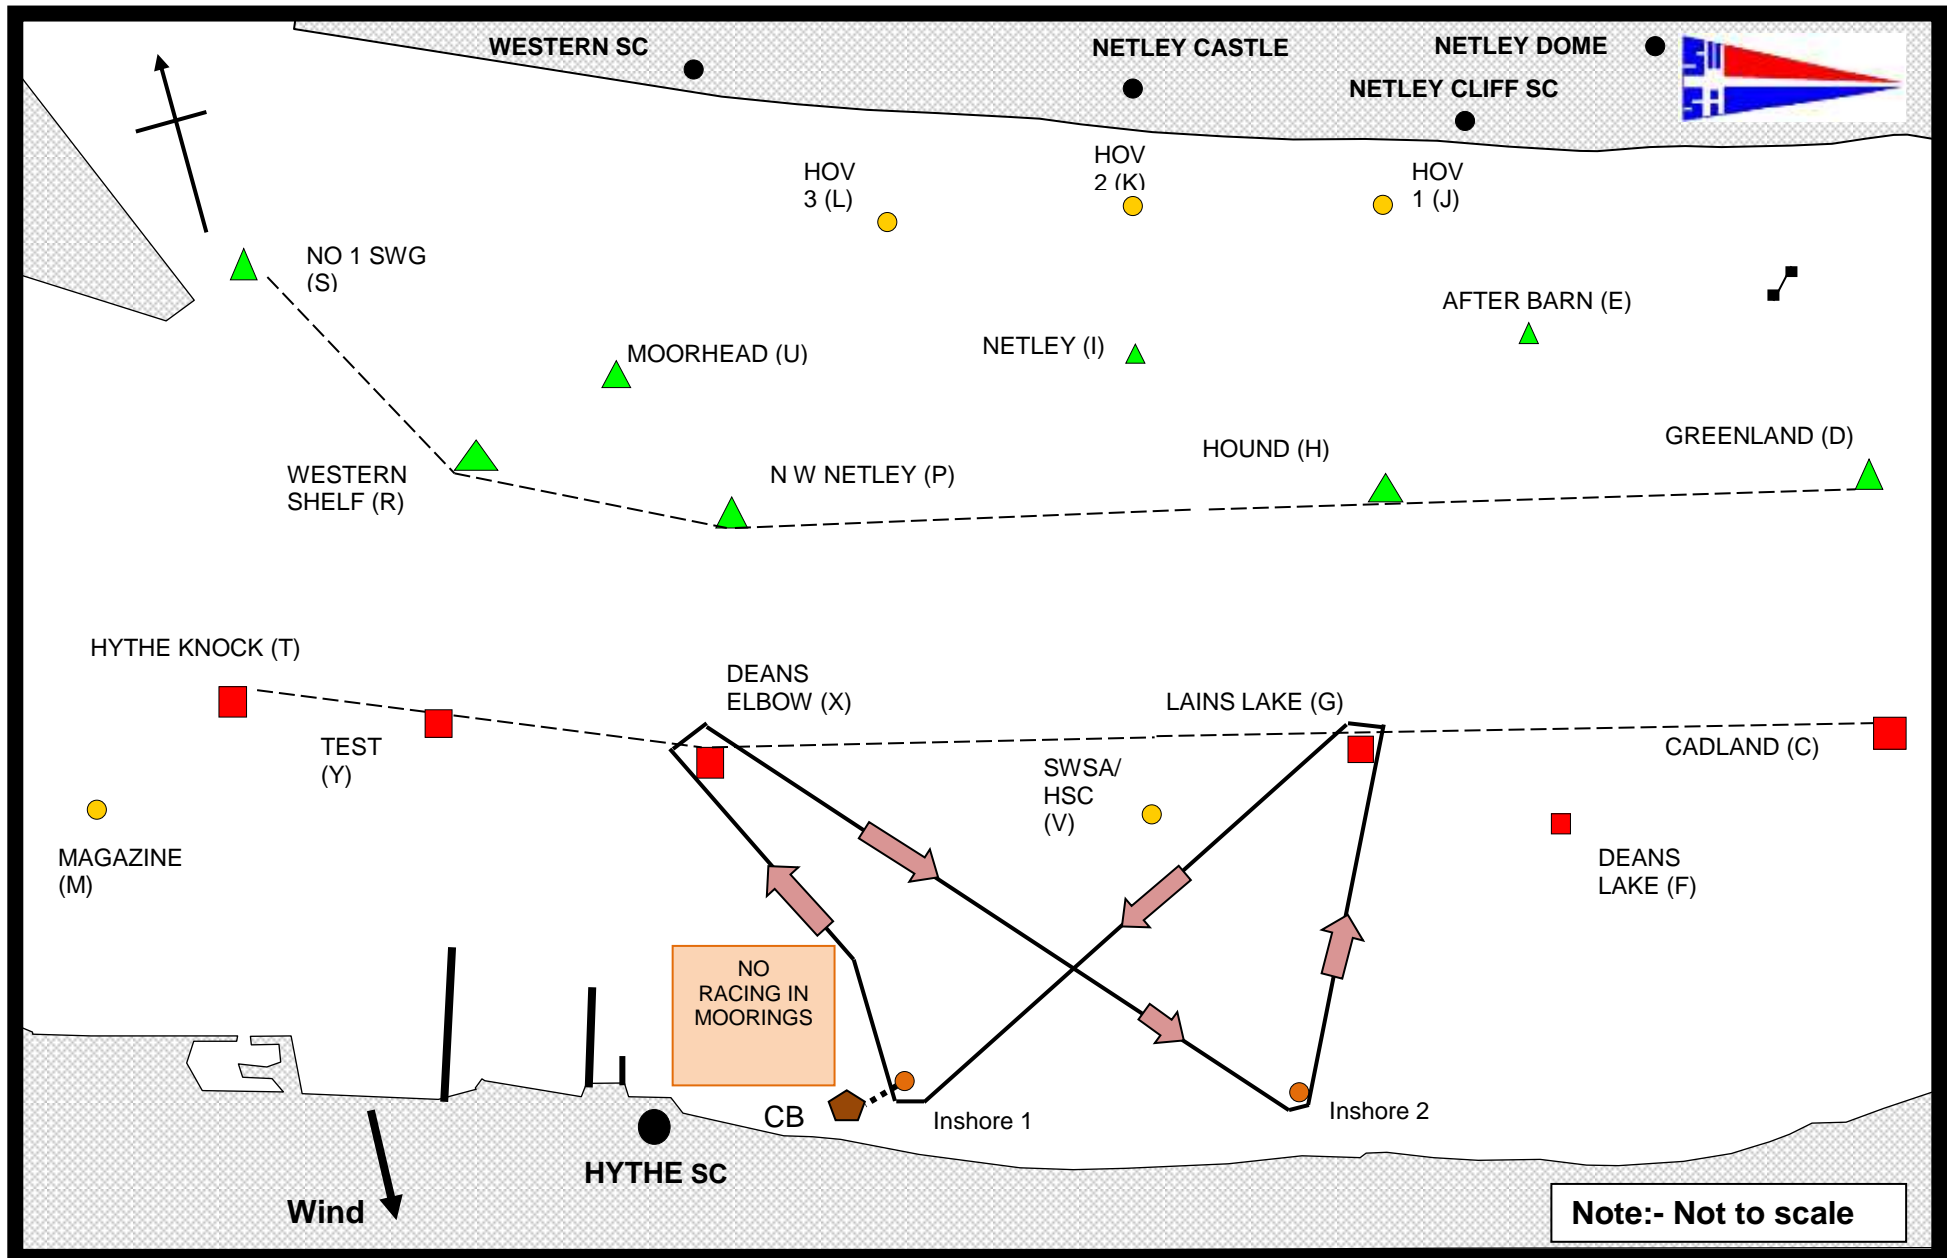 WESTERN SC
NETLEY CASTLE
NETLEY DOME
NETLEY CLIFF SC
SW
SA
HOV
3 (L)
HOV
2 (K)
HOV
1 (J)
NO 1 SWG
(S)
AFTER BARN (E)
MOORHEAD (U)
NETLEY (I)
WESTERN
SHELF (R)
N W NETLEY (P)
HOUND (H)
GREENLAND (D)
HYTHE KNOCK (T)
DEANS
ELBOW (X)
LAINS LAKE (G)
TEST
(Y)
SWSA/
HSC
(V)
CADLAND (C)
MAGAZINE
(M)
DEANS
LAKE (F)
NO
RACING IN
MOORINGS
CB
Inshore 1
Inshore 2
HYTHE SC
Wind
Note:- Not to scale